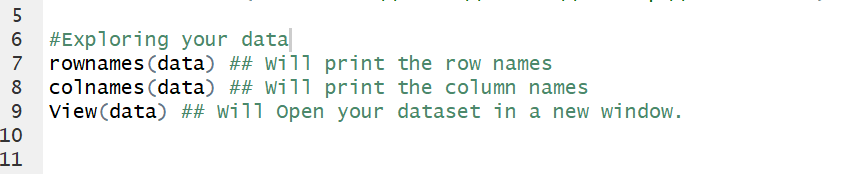 5
6 #Exploring your data
7 rownames(data) ## Will print the row names
8 colnames(data) ## Will print the column names
9 View(data) ## Will Open your dataset in a new window.
10
11